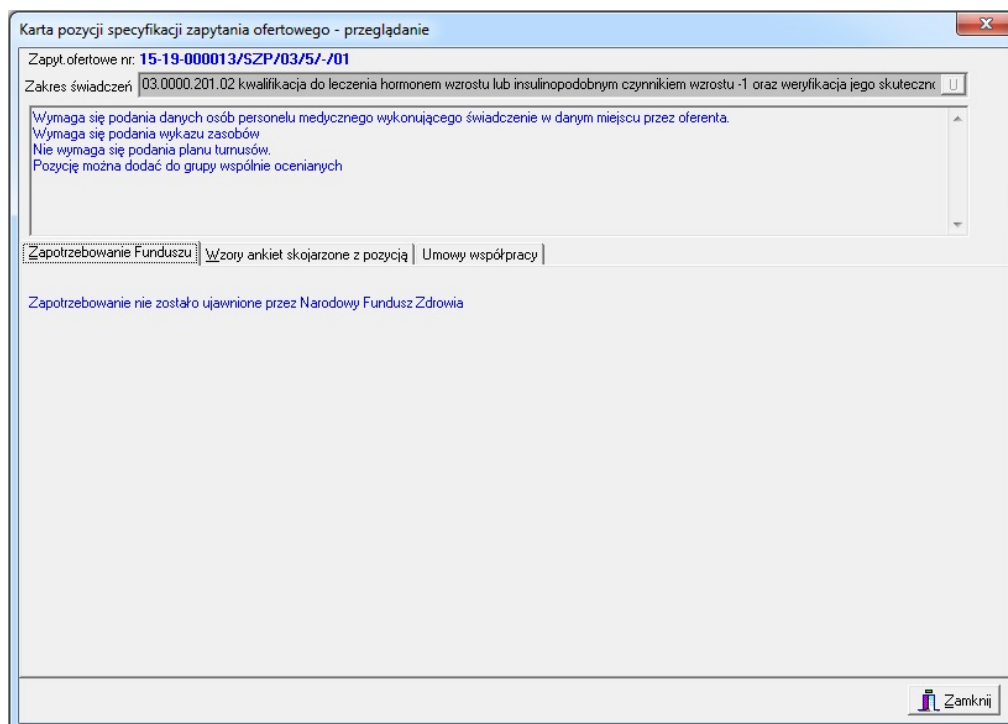 Karta pozycji specyfikacji zapytania ofertowego - przeglądanie
Zapyt.ofertowe nr: 15-19-000013/SZP/03/5/-/01
Zakres świadczeń 03.0000.201.02 kwalifikacja do leczenia hormonem wzrostu lub insulinopodobnym czynnikiem wzrostu -1 oraz weryfikacja jego skuteczno U
Wymaga się podania danych osób personelu medycznego wykonującego świadczenie w danym miejscu przez oferenta.
Wymaga się podania wykazu zasobów
Nie wymaga się podania planu turnusów.
Pozycję można dodać do grupy wspólnie ocenianych
Zapotrzebowanie Funduszu Wzory ankiet skojarzone z pozycją Umowy współpracy
Zapotrzebowanie nie zostało ujawnione przez Narodowy Fundusz Zdrowia
Zamknij